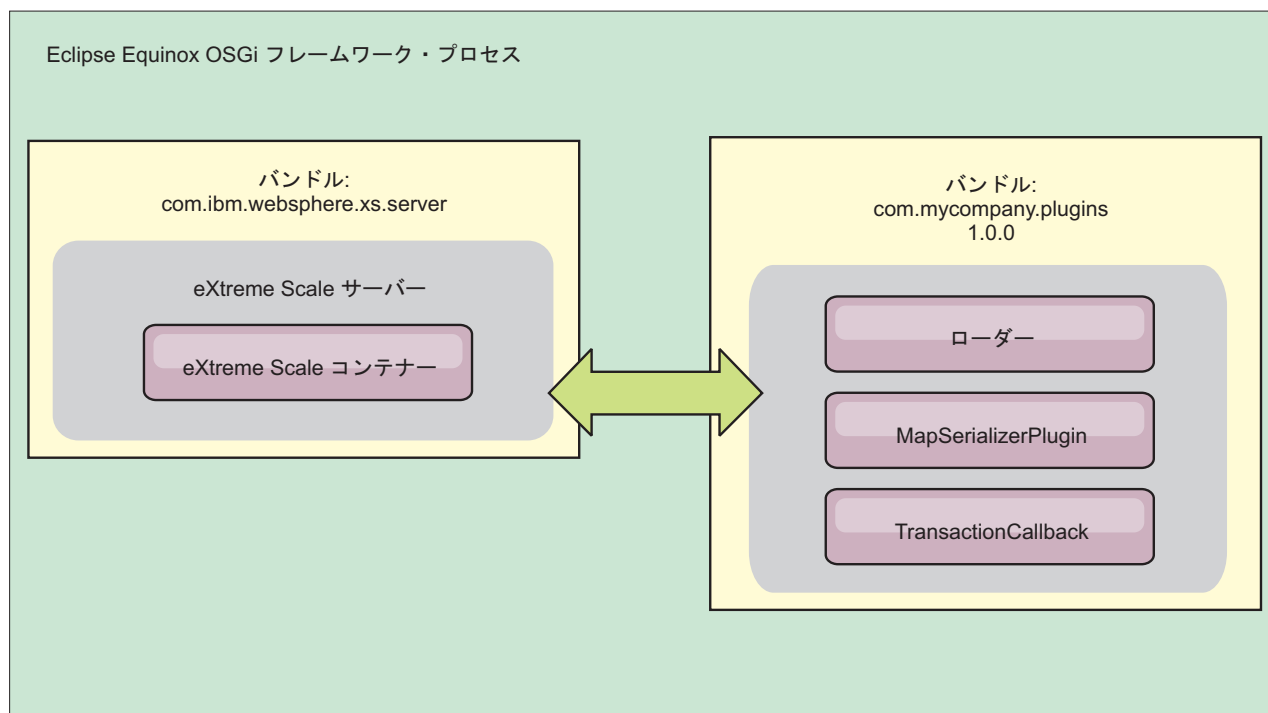 Eclipse Equinox OSGi フレームワーク・プロセス
バンドル:
com.ibm.websphere.xs.server
eXtreme Scale サーバー
eXtreme Scale コンテナー
バンドル:
com.mycompany.plugins
1.0.0
ローダー
MapSerializerPlugin
TransactionCallback